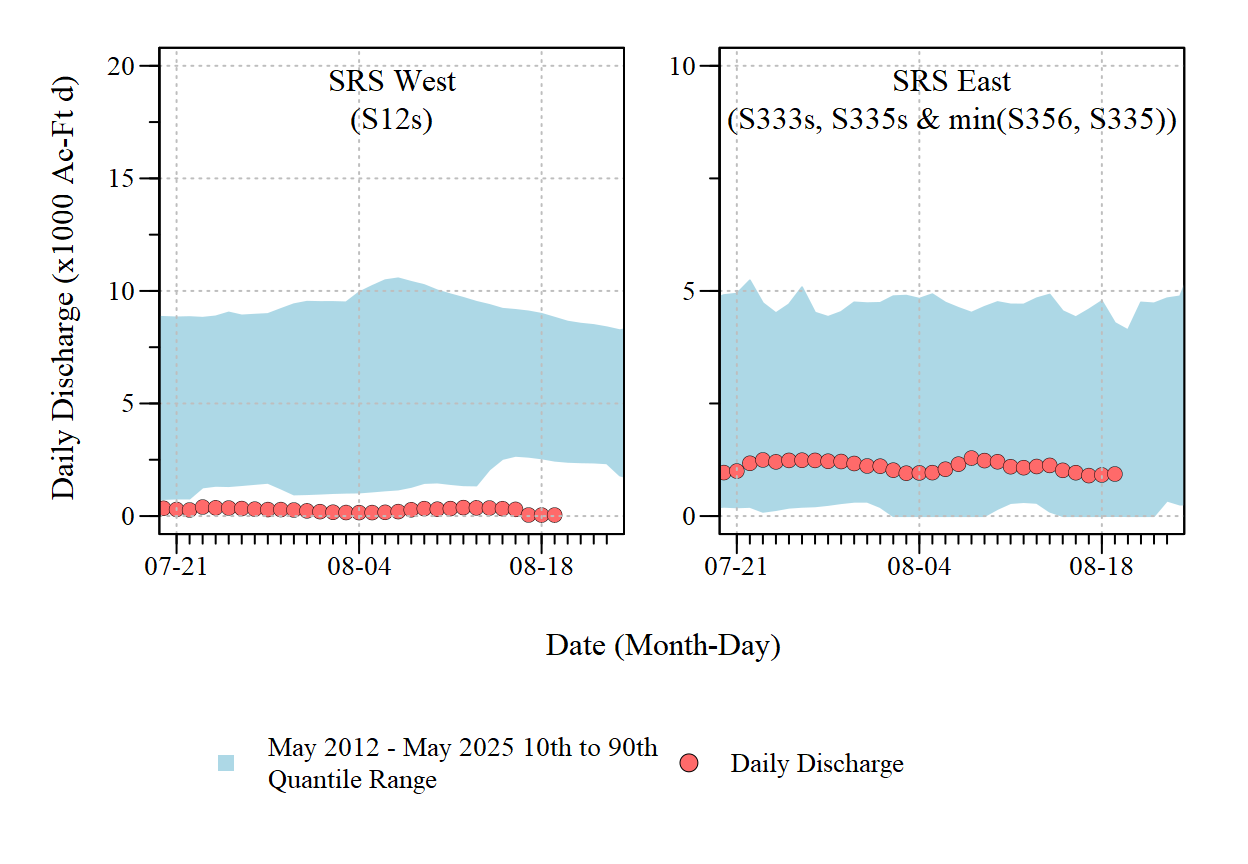 SRS West
(S12s)
SRS East
(S333s, S335s & min(S356, S335))
Daily Discharge (x1000 Ac-Ft d)
20
15
10
5
0
07-21
08-04
08-18
10
5
0
07-21
08-04
08-18
Date (Month-Day)
May 2012 - May 2025 10th to 90th
Quantile Range
Daily Discharge